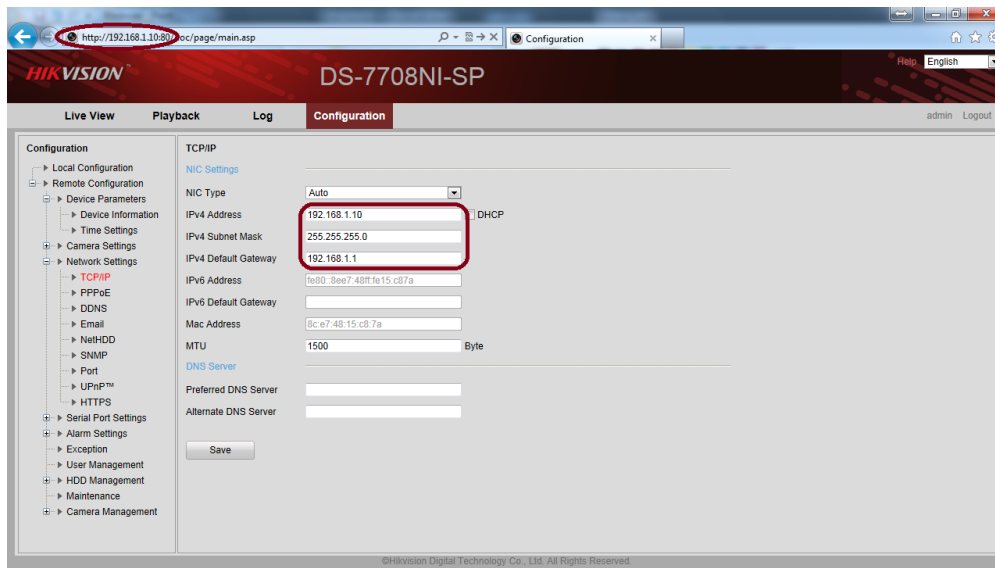 http://192.168.1.10:80/doc/page/main.asp
Configuration
HIKVISION
DS-7708NI-SP
Help English
Live View Playback Log Configuration
admin Logout
Configuration
Local Configuration
Remote Configuration
Device Parameters
Device Information
Time Settings
Camera Settings
Network Settings
TCP/IP
PPPoE
DDNS
Email
NetHDD
SNMP
Port
UPnP™
HTTPS
Serial Port Settings
Alarm Settings
Exception
User Management
HDD Management
Maintenance
Camera Management
TCP/IP
NIC Settings
NIC Type Auto
IPv4 Address 192.168.1.10 DHCP
IPv4 Subnet Mask 255.255.255.0
IPv4 Default Gateway 192.168.1.1
IPv6 Address fe80::8ee7:48ff:fe15:c87a
IPv6 Default Gateway
Mac Address 8c:e7:48:15:c8:7a
MTU 1500 Byte
DNS Server
Preferred DNS Server
Alternate DNS Server
Save
©Hikvision Digital Technology Co., Ltd. All Rights Reserved.